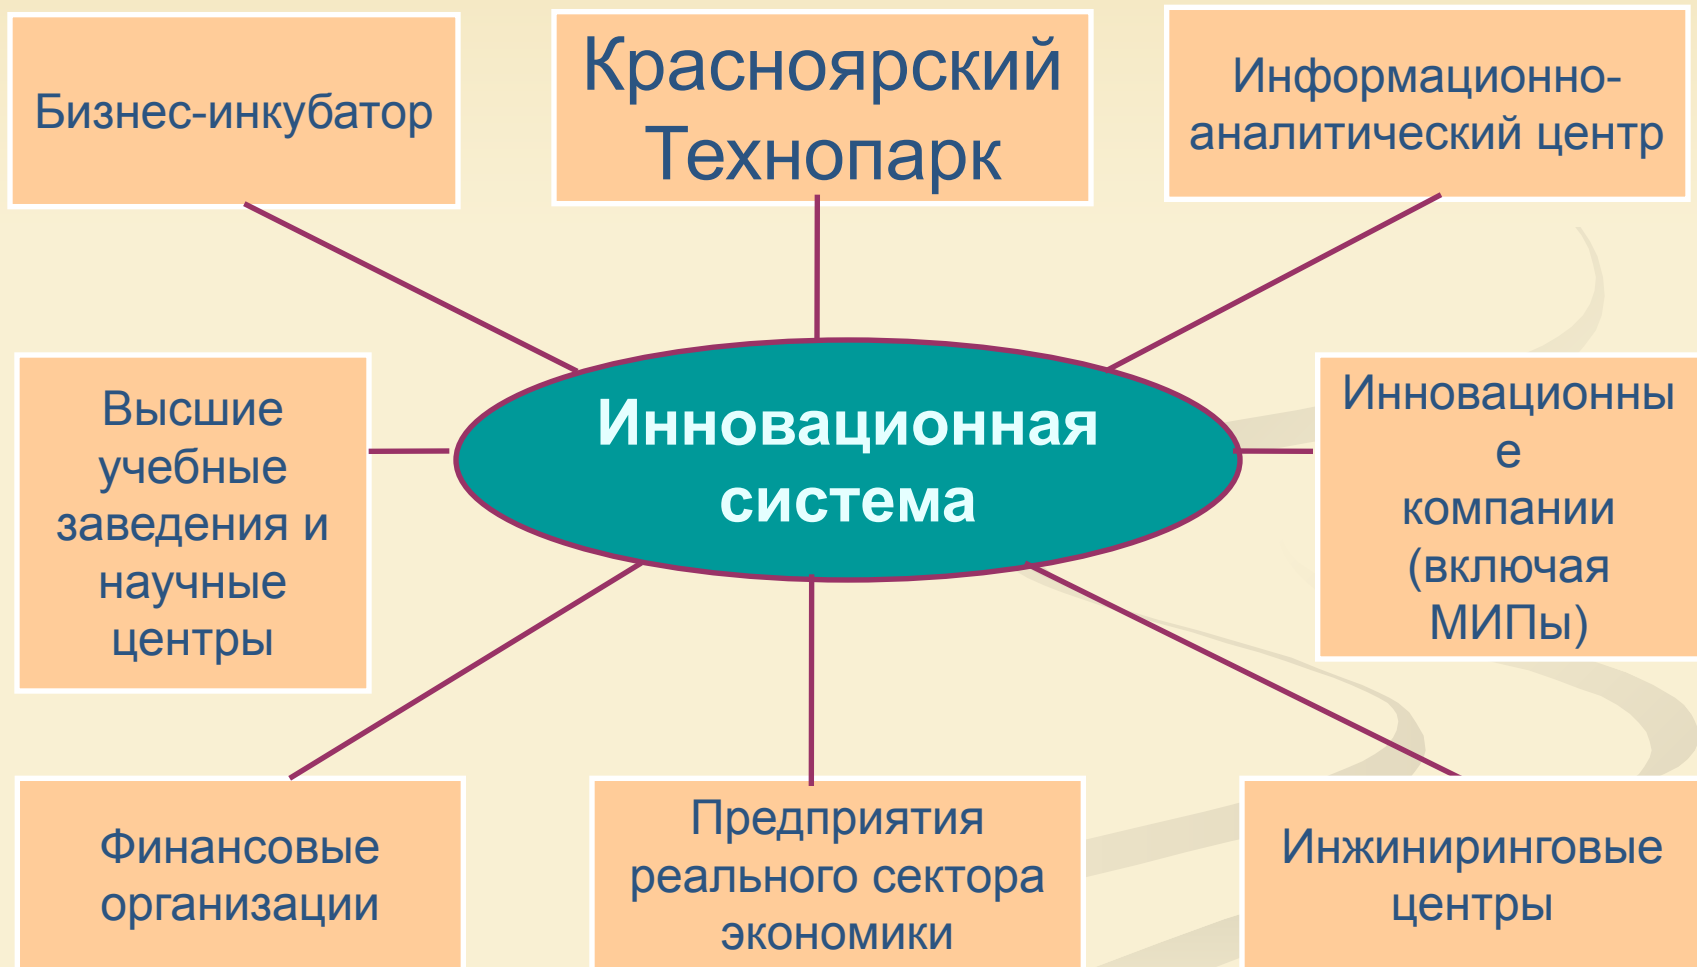 Бизнес-инкубатор
Красноярский
Технопарк
Информационно-
аналитический центр
Высшие
учебные
заведения и
научные
центры
Инновационная
система
Инновационны
е
компании
(включая
МИПы)
Финансовые
организации
Предприятия
реального сектора
экономики
Инжиниринговые
центры